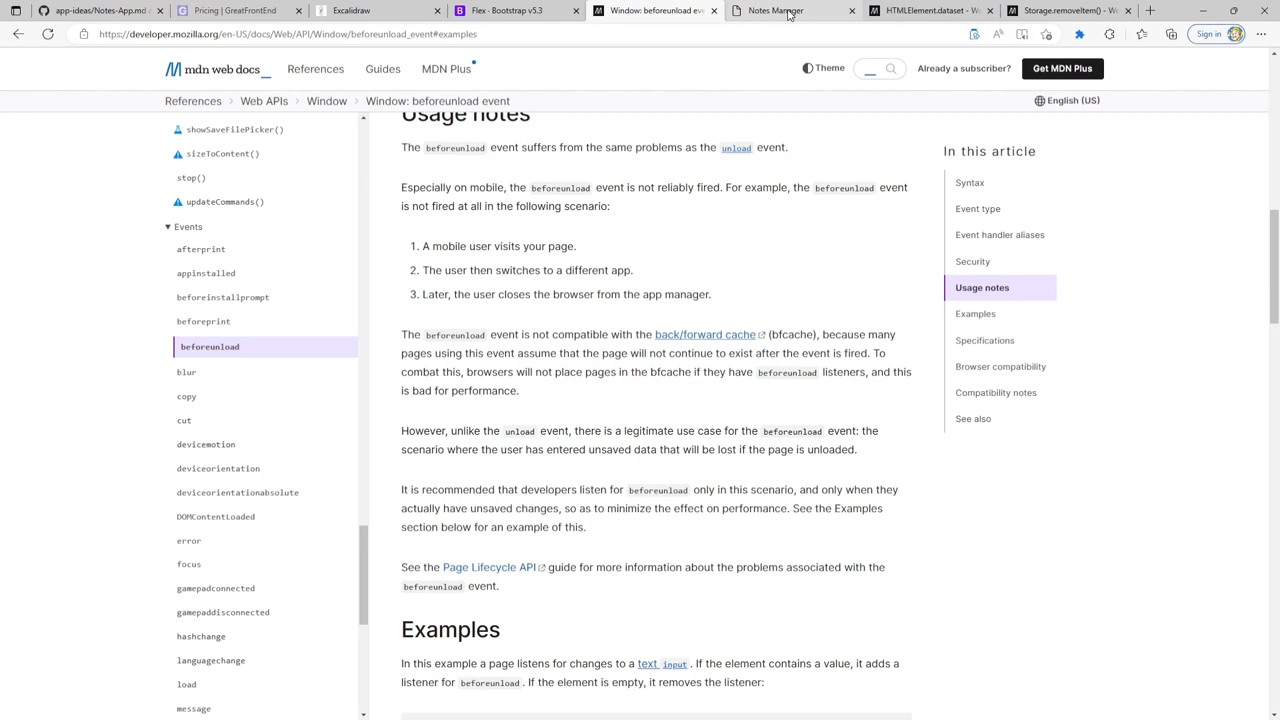 app-ideas/Notes-App.md a
Pricing | GreatFrontEnd
Excalidraw
Flex · Bootstrap v5.3
Window: beforeunload eve
Notes Manager
HTMLElement.dataset - We
Storage.removeItem() - We
https://developer.mozilla.org/en-US/docs/Web/API/Window/beforeunload_event#examples
Sign in
mdn web docs_
References
Guides
MDN Plus
Theme
Already a subscriber?
Get MDN Plus
References
Web APIs
Window
Window: beforeunload event
English (US)
showSaveFilePicker()
sizeToContent()
stop()
updateCommands()
Events
afterprint
appinstalled
beforeinstallprompt
beforeprint
beforeunload
blur
copy
cut
devicemotion
deviceorientation
deviceorientationabsolute
DOMContentLoaded
error
focus
gamepadconnected
gamepaddisconnected
hashchange
languagechange
load
message
Usage notes
The beforeunload event suffers from the same problems as the unload event.
Especially on mobile, the beforeunload event is not reliably fired. For example, the beforeunload event
is not fired at all in the following scenario:
1. A mobile user visits your page.
2. The user then switches to a different app.
3. Later, the user closes the browser from the app manager.
The beforeunload event is not compatible with the back/forward cache (bfcache), because many
pages using this event assume that the page will not continue to exist after the event is fired. To
combat this, browsers will not place pages in the bfcache if they have beforeunload listeners, and this
is bad for performance.
However, unlike the unload event, there is a legitimate use case for the beforeunload event: the
scenario where the user has entered unsaved data that will be lost if the page is unloaded.
It is recommended that developers listen for beforeunload only in this scenario, and only when they
actually have unsaved changes, so as to minimize the effect on performance. See the Examples
section below for an example of this.
See the Page Lifecycle API guide for more information about the problems associated with the
beforeunload event.
Examples
In this example a page listens for changes to a text input. If the element contains a value, it adds a
listener for beforeunload. If the element is empty, it removes the listener:
In this article
Syntax
Event type
Event handler aliases
Security
Usage notes
Examples
Specifications
Browser compatibility
Compatibility notes
See also